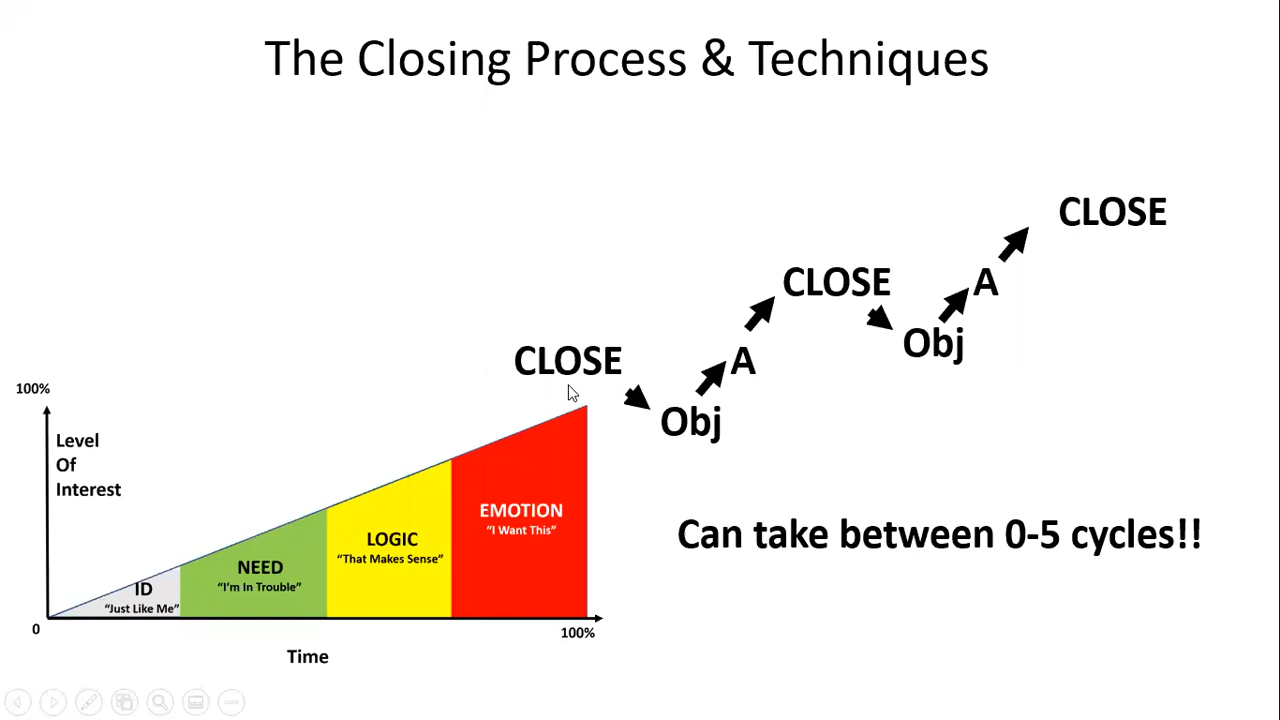 The Closing Process & Techniques
CLOSE
CLOSE
A
Obj
CLOSE
A
Obj
100%
Level
Of
Interest
EMOTION
“I Want This”
LOGIC
“That Makes Sense”
NEED
“I’m In Trouble”
ID
“Just Like Me”
Can take between 0-5 cycles!!
0
100%
Time